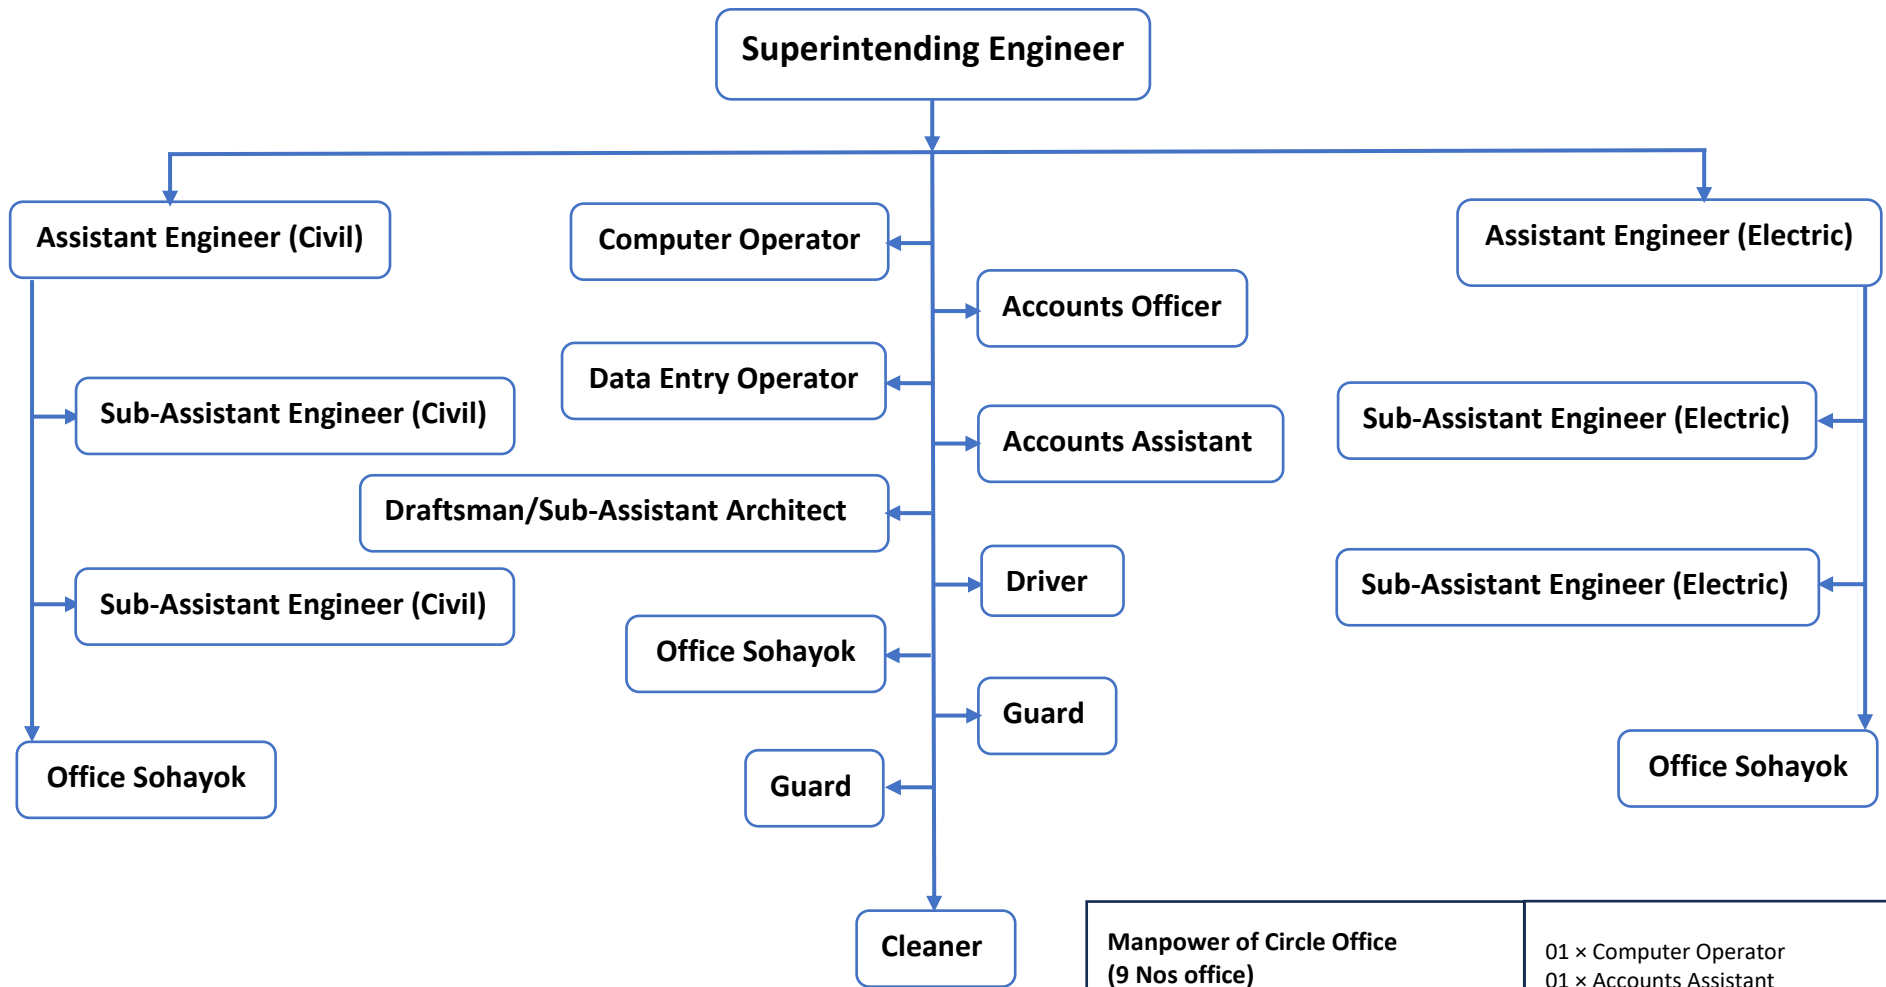 Superintending Engineer
Assistant Engineer (Civil)
Computer Operator
Assistant Engineer (Electric)
Accounts Officer
Data Entry Operator
Sub-Assistant Engineer (Civil)
Accounts Assistant
Sub-Assistant Engineer (Electric)
Draftsman/Sub-Assistant Architect
Driver
Sub-Assistant Engineer (Civil)
Sub-Assistant Engineer (Electric)
Office Sohayok
Guard
Office Sohayok
Guard
Office Sohayok
Cleaner
Manpower of Circle Office
(9 Nos office)
01 × Computer Operator
01 × Accounts Assistant